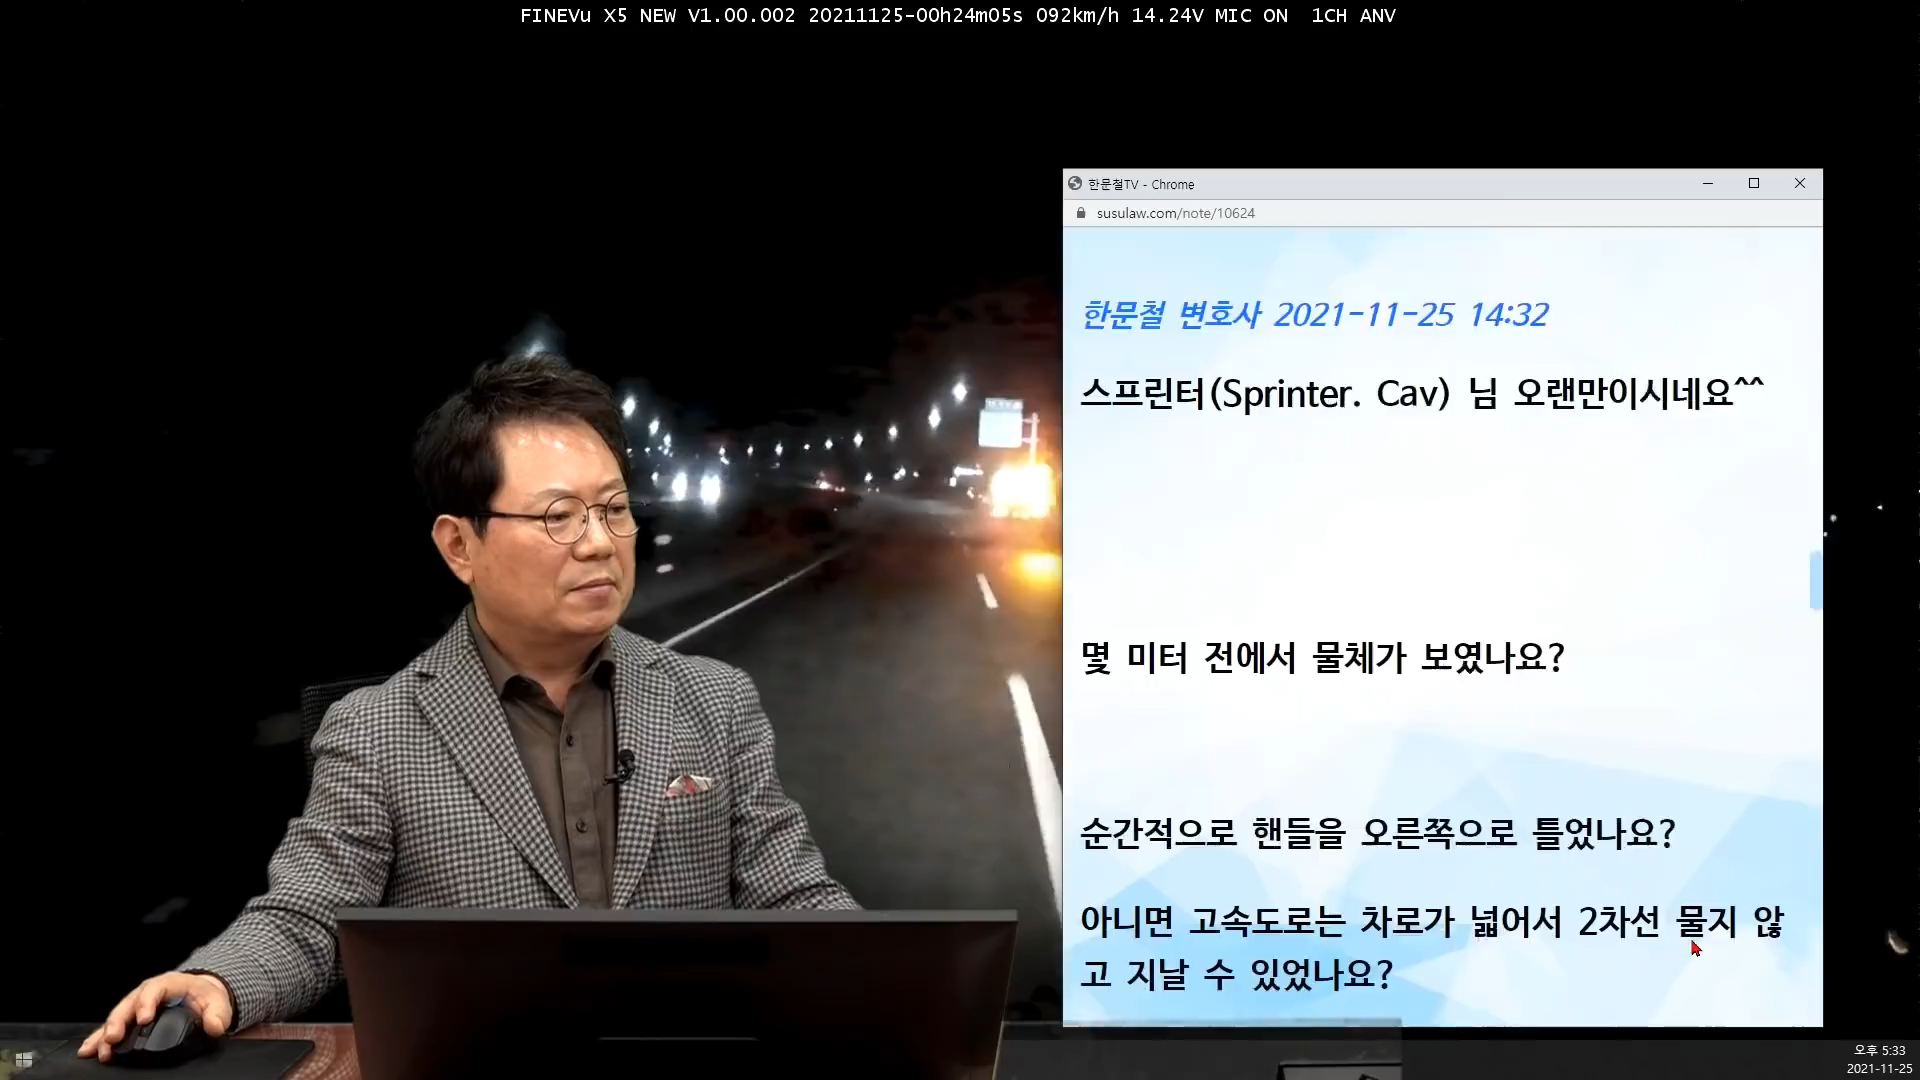 FINEVu X5 NEW V1.00.002 20211125-00h24m05s 092km/h 14.24V MIC ON 1CH ANV
한문철TV - Chrome
susulaw.com/note/10624
한문철 변호사 2021-11-25 14:32
스프린터(Sprinter. Cav) 님 오랜만이시네요^^
몇 미터 전에서 물체가 보였나요?
순간적으로 핸들을 오른쪽으로 틀었나요?
아니면 고속도로는 차로가 넓어서 2차선 물지 않
고 지날 수 있었나요?
오후 5:33
2021-11-25